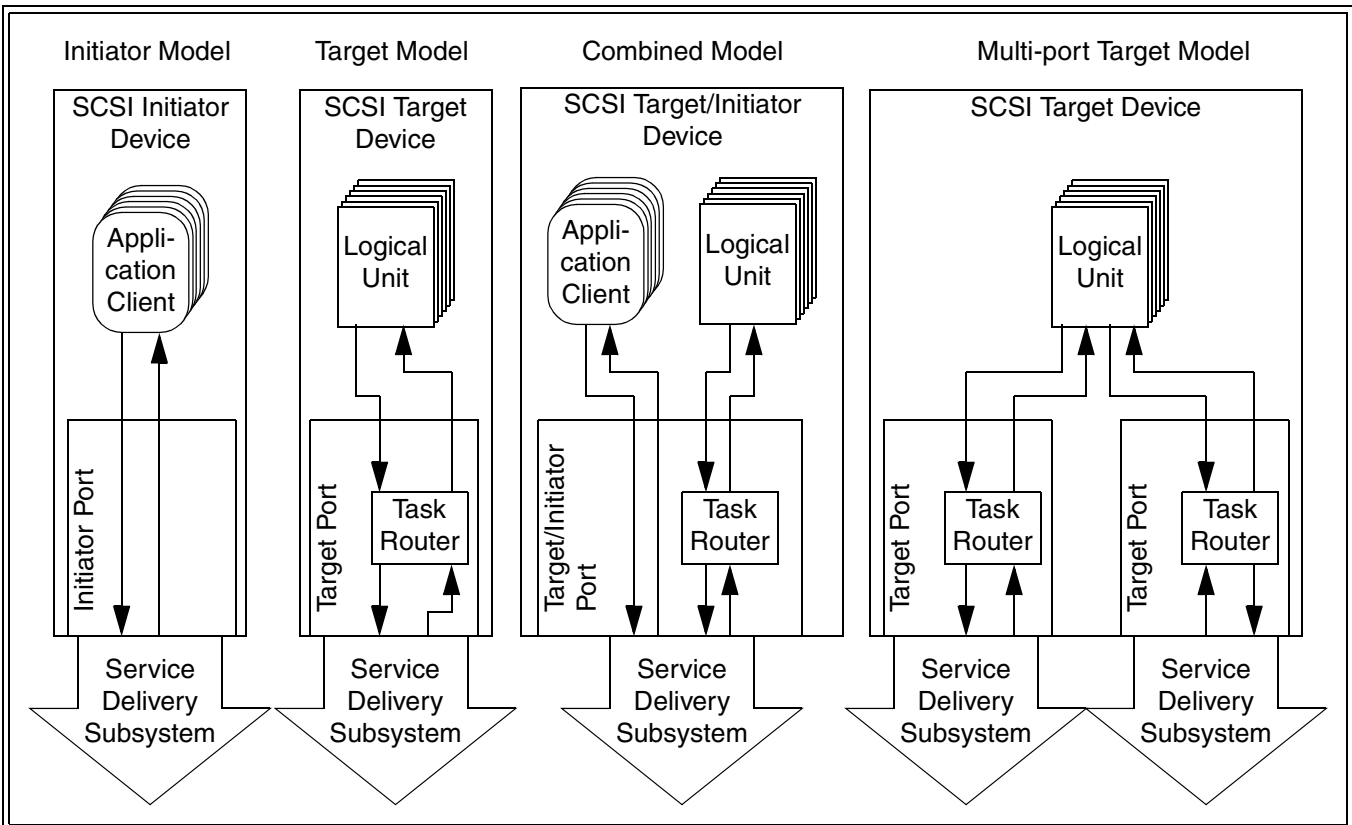 Initiator Model
SCSI Initiator
Device
Appli-
cation
Client
Initiator Port
Service
Delivery
Subsystem
Target Model
SCSI Target
Device
Logical
Unit
Target Port
Task
Router
Service
Delivery
Subsystem
Combined Model
SCSI Target/Initiator
Device
Appli-
cation
Client
Logical
Unit
Target/Initiator
Port
Task
Router
Service
Delivery
Subsystem
Multi-port Target Model
SCSI Target Device
Logical
Unit
Target Port
Task
Router
Target Port
Task
Router
Service
Delivery
Subsystem
Service
Delivery
Subsystem